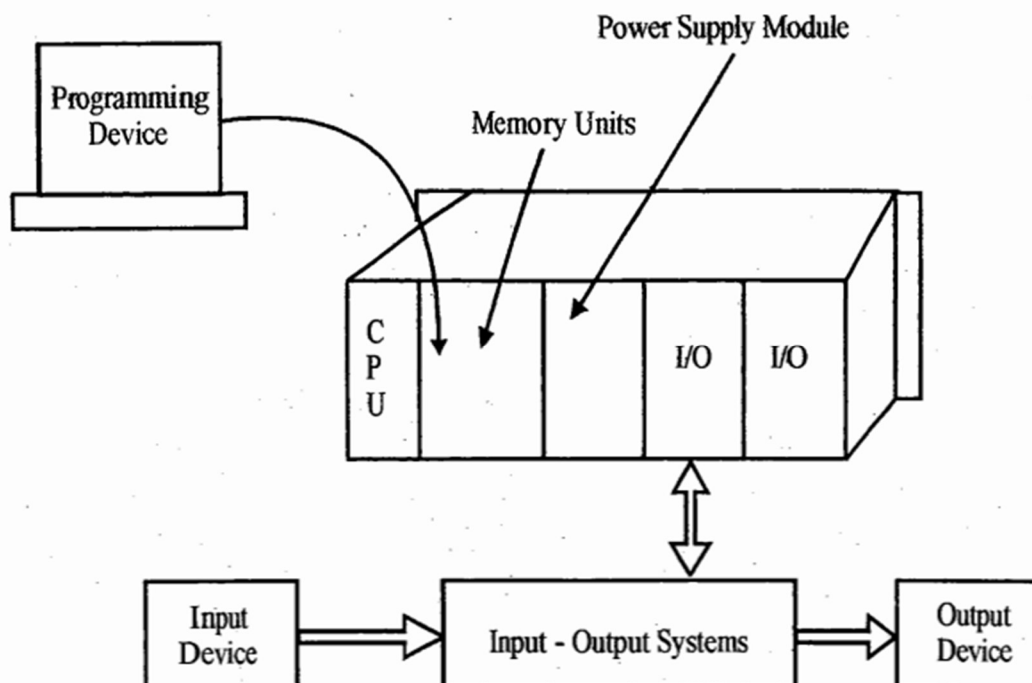 Power Supply Module
Programming
Device
Memory Units
C
P
U
I/O
I/O
Input
Device
Input - Output Systems
Output
Device